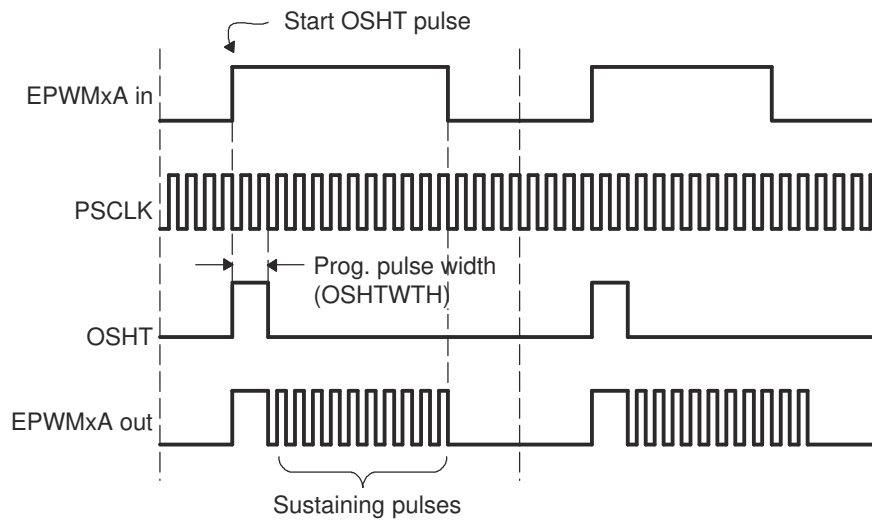 Start OSHT pulse
EPWMxA in
PSCLK
Prog. pulse width
(OSHTWTH)
OSHT
EPWMxA out
Sustaining pulses